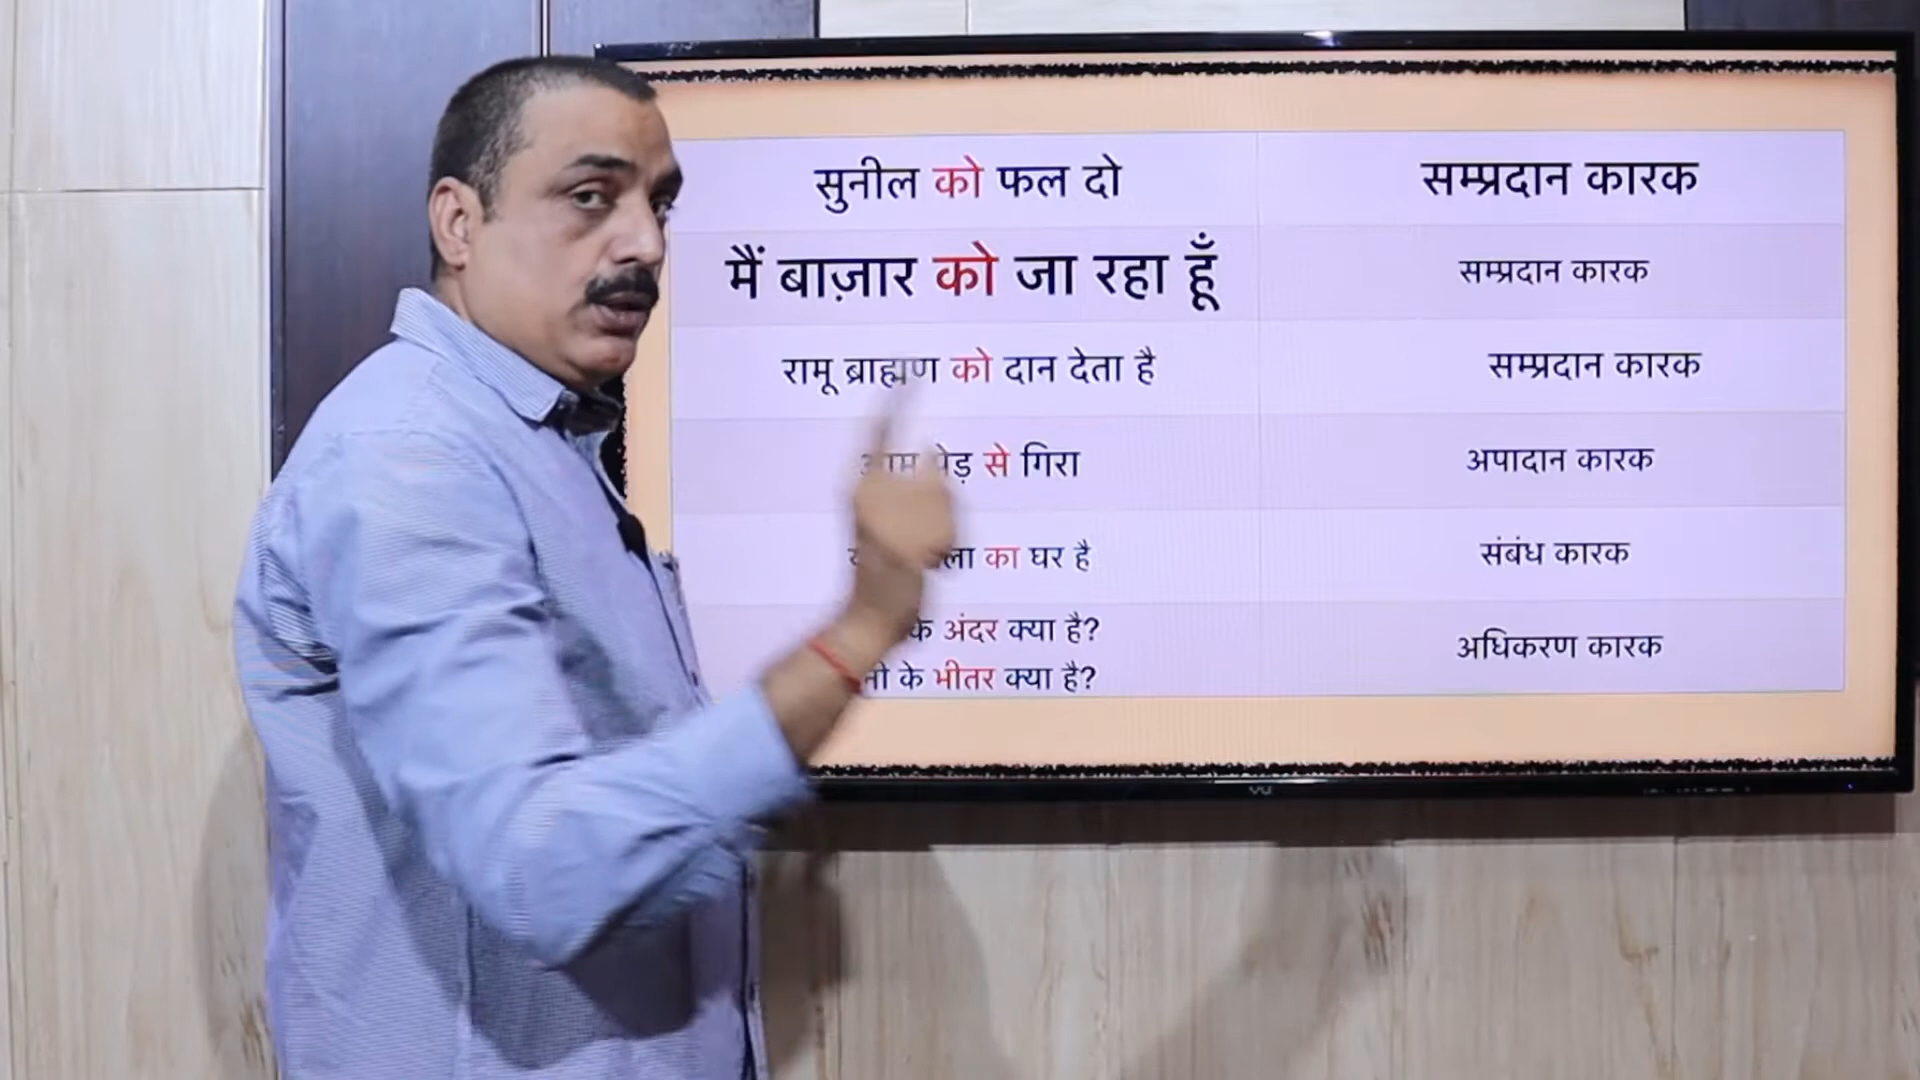 सुनील को फल दो
सम्प्रदान कारक
मैं बाज़ार को जा रहा हूँ
सम्प्रदान कारक
रामू ब्राह्मण को दान देता है
सम्प्रदान कारक
से गिरा
अपादान कारक
का घर है
संबंध कारक
के अंदर क्या है?
के भीतर क्या है?
अधिकरण कारक